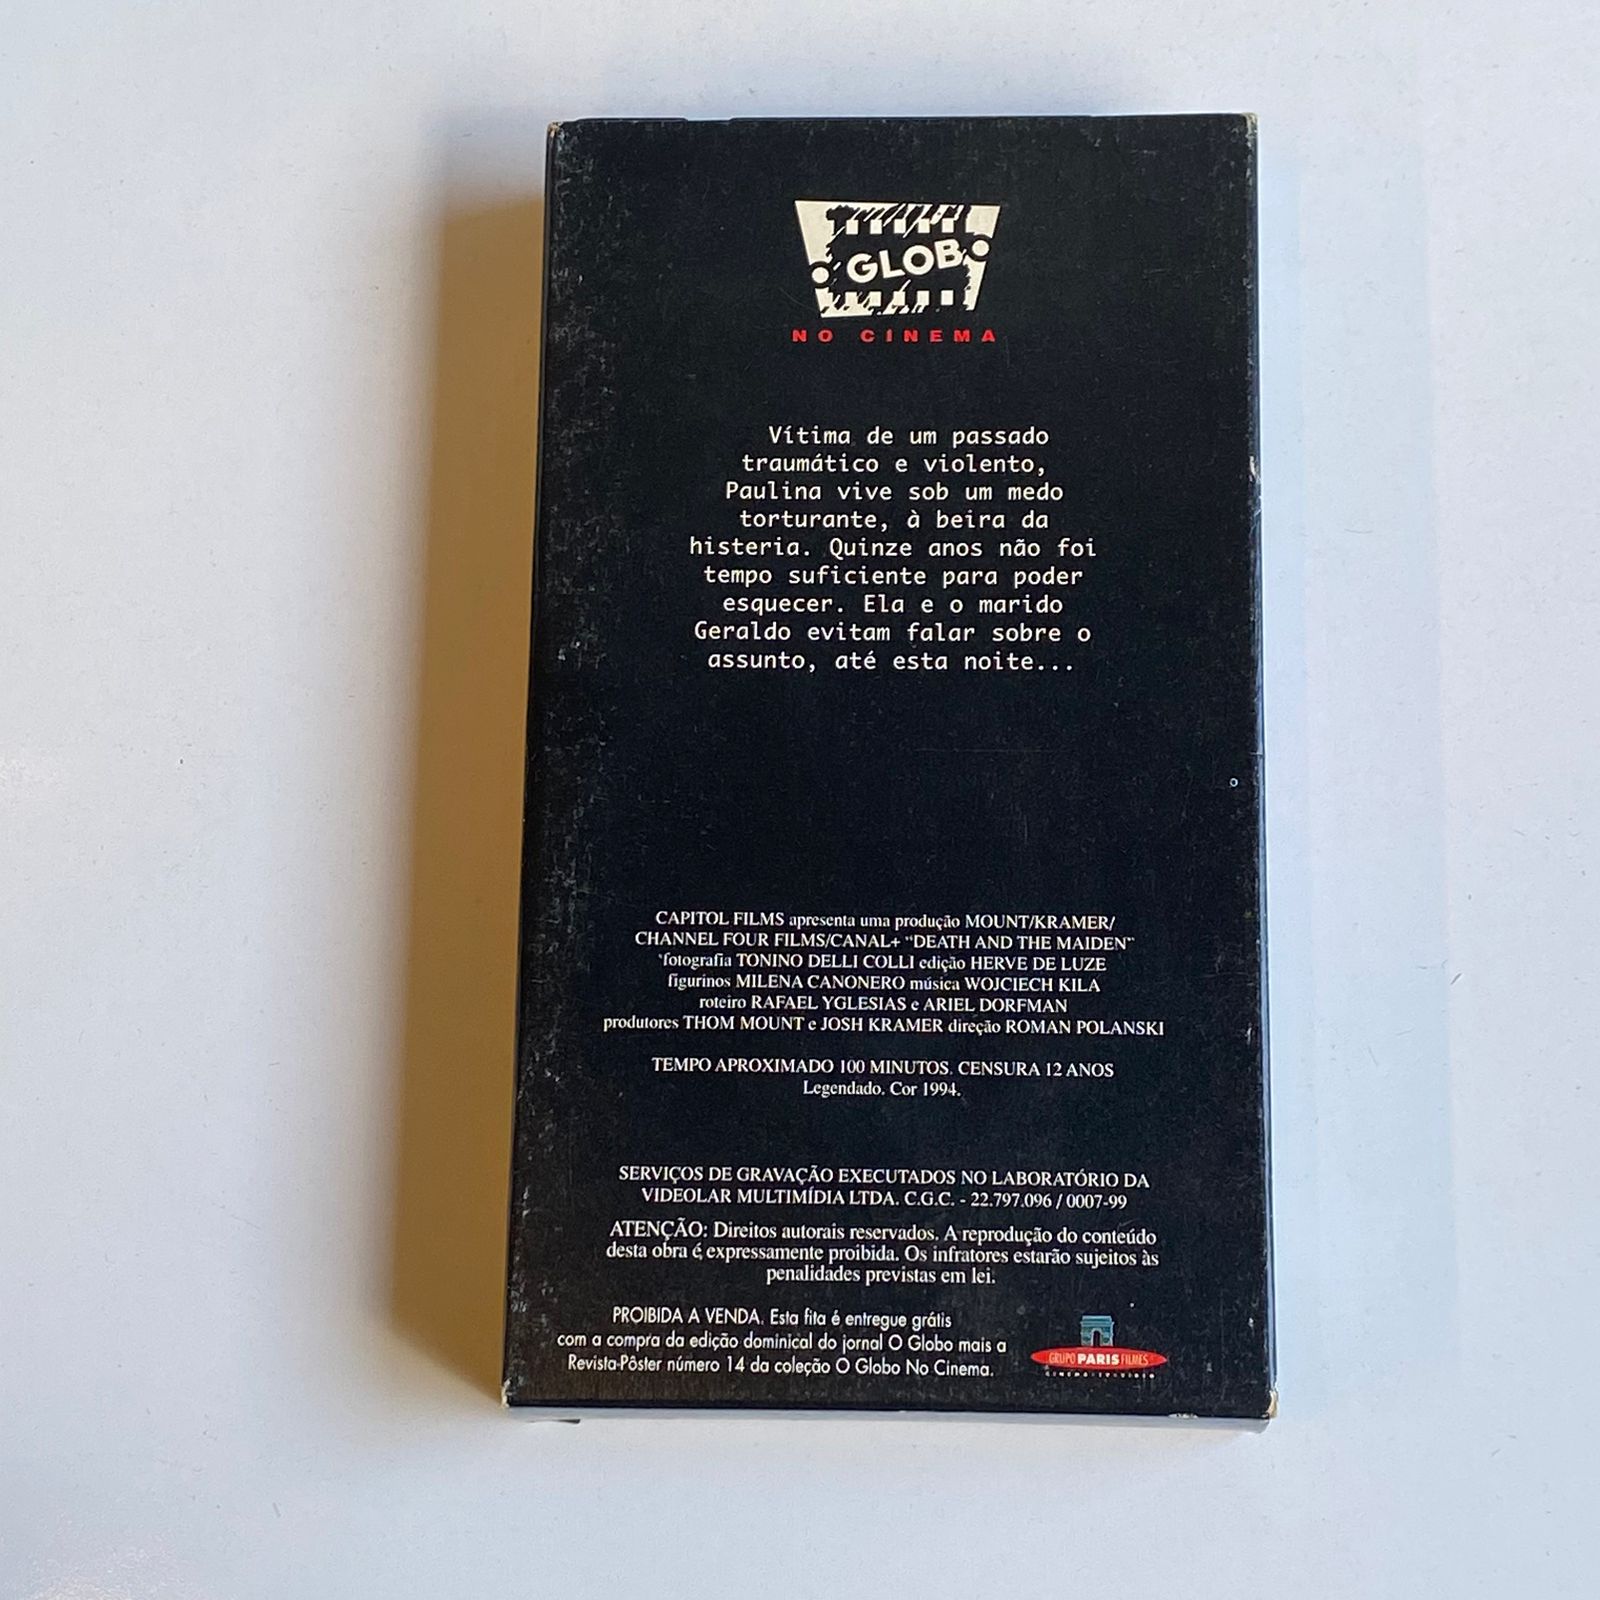 GLOBO
NO CINEMA
Vítima de um passado
traumático e violento,
Paulina vive sob um medo
torturante, à beira da
histeria. Quinze anos não foi
tempo suficiente para poder
esquecer. Ela e o marido
Geraldo evitam falar sobre o
assunto, até esta noite...
CAPITOL FILMS apresenta uma produção MOUNT/KRAMER/
CHANNEL FOUR FILMS/CANAL+ "DEATH AND THE MAIDEN"
fotografia TONINO DELLI COLLI edição HERVE DE LUZE
figurinos MILENA CANONERO música WOJCIECH KILA
roteiro RAFAEL YGLESIAS e ARIEL DORFMAN
produtores THOM MOUNT e JOSH KRAMER direção ROMAN POLANSKI
TEMPO APROXIMADO 100 MINUTOS. CENSURA 12 ANOS
Legendado. Cor 1994.
SERVIÇOS DE GRAVAÇÃO EXECUTADOS NO LABORATÓRIO DA
VIDEOLAR MULTIMÍDIA LTDA. C.G.C. - 22.797.096 / 0007-99
ATENÇÃO: Direitos autorais reservados. A reprodução do conteúdo
desta obra é expressamente proibida. Os infratores estarão sujeitos às
penalidades previstas em lei.
PROIBIDA A VENDA. Esta fita é entregue grátis
com a compra da edição dominical do jornal O Globo mais a
Revista-Pôster número 14 da coleção O Globo No Cinema.
GRUPO PARIS FILMES
CINEMA·TV·VIDEO